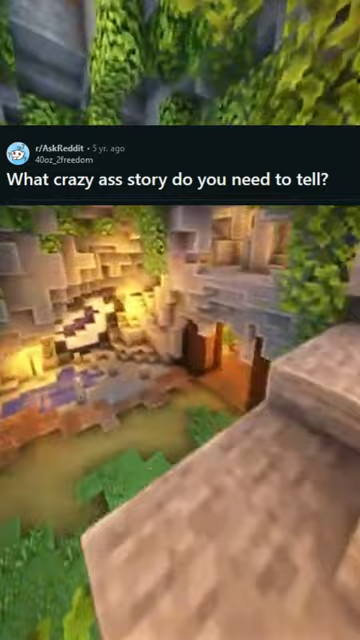 r/AskReddit • 5 yr. ago
40oz_2freedom
What crazy ass story do you need to tell?